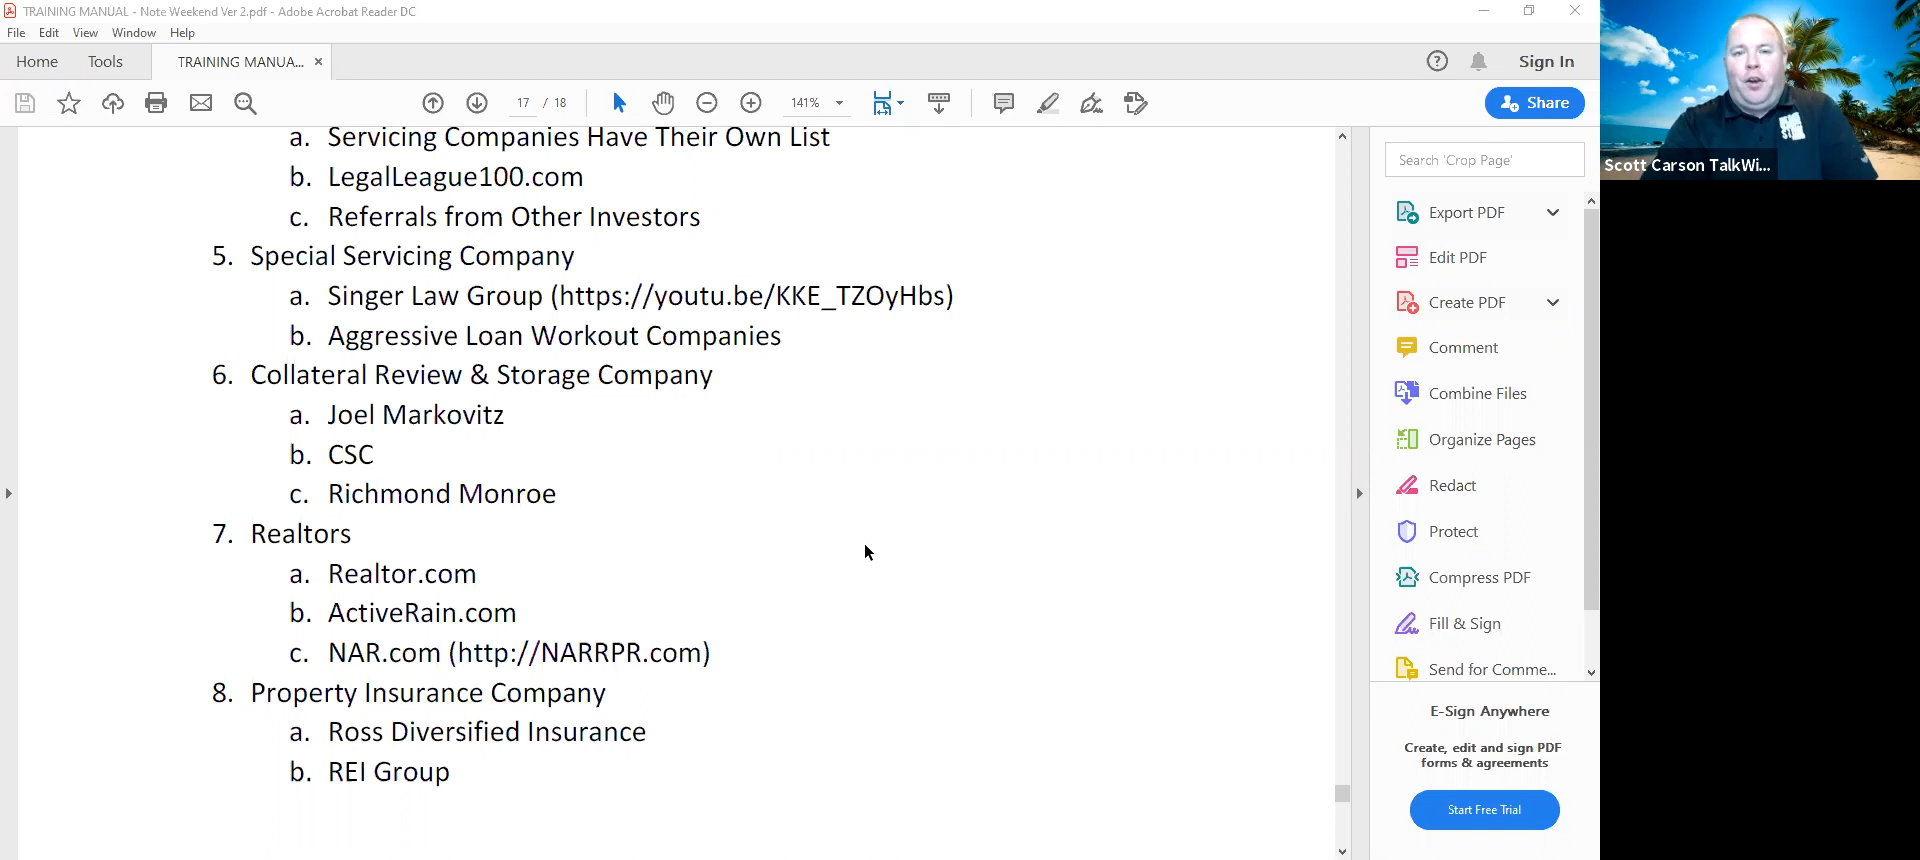 TRAINING MANUAL - Note Weekend Ver 2.pdf - Adobe Acrobat Reader DC
File Edit View Window Help
Home Tools TRAINING MANUA... ×
Sign In
17 / 18 141%
Share
a. Servicing Companies Have Their Own List
b. LegalLeague100.com
c. Referrals from Other Investors
5. Special Servicing Company
a. Singer Law Group (https://youtu.be/KKE_TZOyHbs)
b. Aggressive Loan Workout Companies
6. Collateral Review & Storage Company
a. Joel Markovitz
b. CSC
c. Richmond Monroe
7. Realtors
a. Realtor.com
b. ActiveRain.com
c. NAR.com (http://NARRPR.com)
8. Property Insurance Company
a. Ross Diversified Insurance
b. REI Group
Search 'Crop Page'
Export PDF
Edit PDF
Create PDF
Comment
Combine Files
Organize Pages
Redact
Protect
Compress PDF
Fill & Sign
Send for Comme...
E-Sign Anywhere
Create, edit and sign PDF
forms & agreements
Start Free Trial
Scott Carson TalkWi...